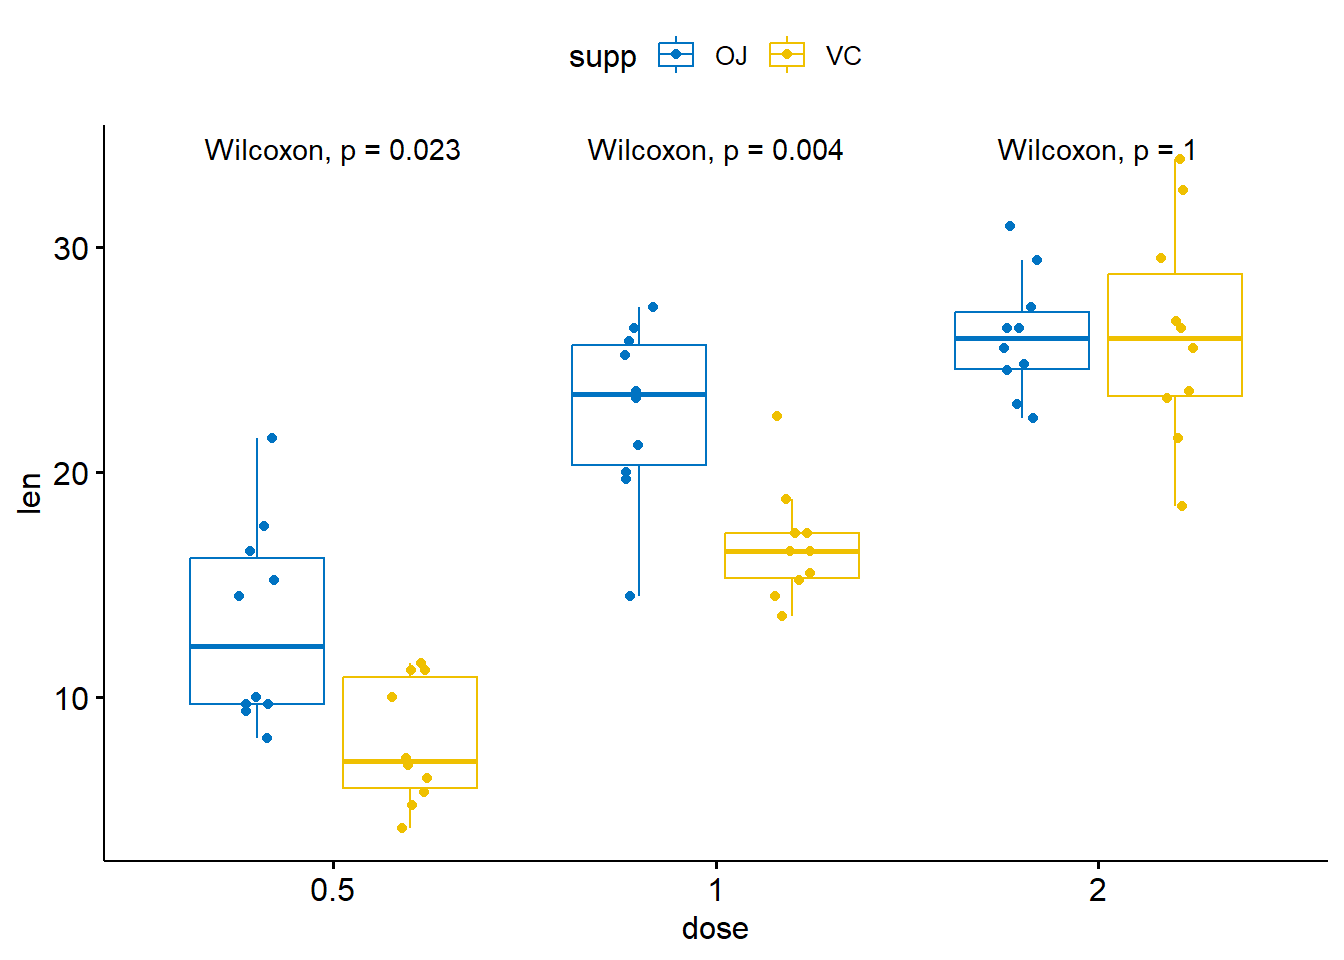 supp OJ VC
Wilcoxon, p = 0.023 Wilcoxon, p = 0.004 Wilcoxon, p = 1
30
20
10
len
0.5 1 2
dose